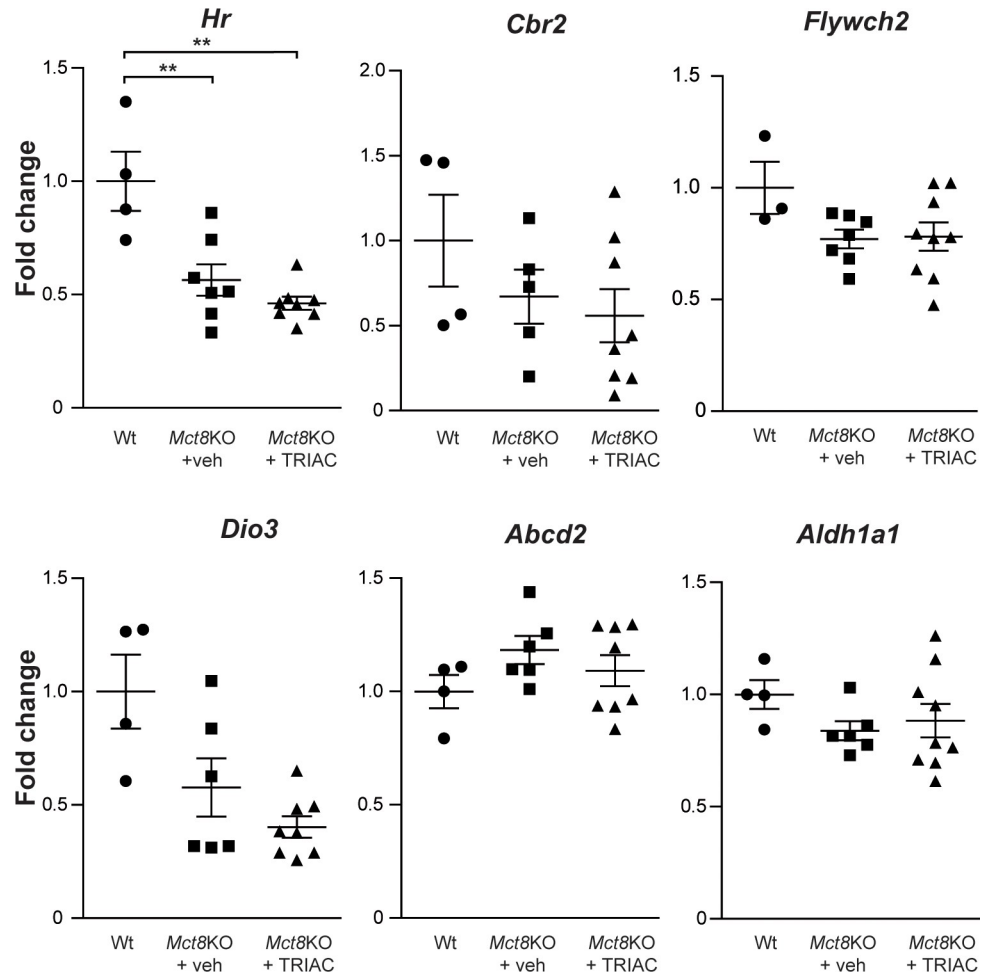 Hr
**
**
Fold change
1.5
1.0
0.5
0
Wt
Mct8KO
+veh
Mct8KO
+ TRIAC
Cbr2
2.0
1.5
1.0
0.5
0
Wt
Mct8KO
+ veh
Mct8KO
+ TRIAC
Flywch2
1.5
1.0
0.5
0
Wt
Mct8KO
+ veh
Mct8KO
+ TRIAC
Dio3
Fold change
1.5
1.0
0.5
0
Wt
Mct8KO
+ veh
Mct8KO
+ TRIAC
Abcd2
1.5
1.0
0.5
0
Wt
Mct8KO
+ veh
Mct8KO
+ TRIAC
Aldh1a1
1.5
1.0
0.5
0
Wt
Mct8KO
+ veh
Mct8KO
+ TRIAC